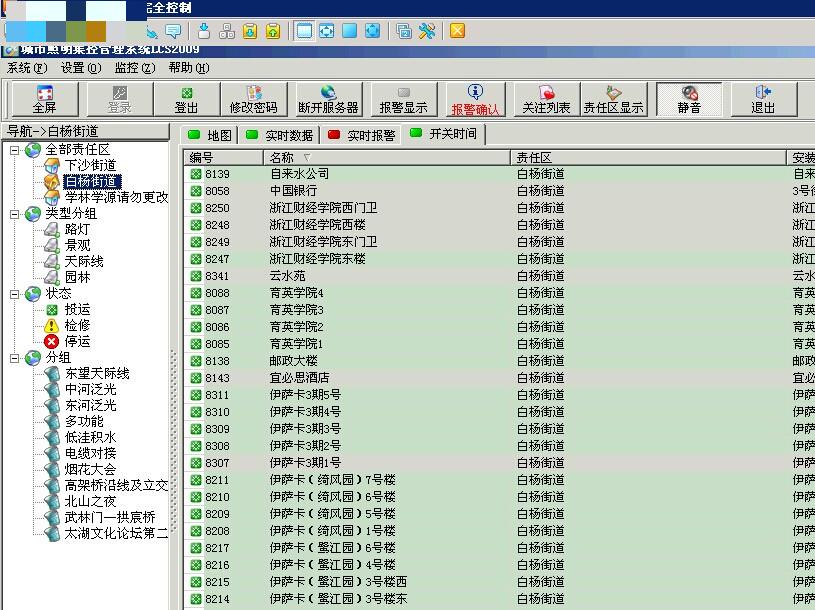 完全控制
城市照明集控管理系统LCS2009
系统(F) 设置(O) 监控(Z) 帮助(H)
全屏 登录 登出 修改密码 断开服务器 报警显示 报警确认 关注列表 责任区显示 静音 退出
导航->白杨街道
全部责任区
下沙街道
白杨街道
学林学源请勿更改
类型分组
路灯
景观
天际线
园林
状态
投运
检修
停运
分组
东望天际线
中河泛光
东河泛光
多功能
低洼积水
电缆对接
烟花大会
高架桥沿线及立交
北山之夜
武林门—拱宸桥
太湖文化论坛第二
地图 实时数据 实时报警 开关时间
编号 名称 责任区 安装
8139 自来水公司 白杨街道 自来
8058 中国银行 白杨街道 3号
8250 浙江财经学院西门卫 白杨街道 浙江
8248 浙江财经学院西楼 白杨街道 浙江
8249 浙江财经学院东门卫 白杨街道 浙江
8247 浙江财经学院东楼 白杨街道 浙江
8341 云水苑 白杨街道 云水
8088 育英学院4 白杨街道 育英
8087 育英学院3 白杨街道 育英
8086 育英学院2 白杨街道 育英
8085 育英学院1 白杨街道 育英
8138 邮政大楼 白杨街道 邮政
8143 宜必思酒店 白杨街道 宜必
8311 伊萨卡3期5号 白杨街道 伊萨
8310 伊萨卡3期4号 白杨街道 伊萨
8309 伊萨卡3期3号 白杨街道 伊萨
8308 伊萨卡3期2号 白杨街道 伊萨
8307 伊萨卡3期1号 白杨街道 伊萨
8211 伊萨卡(绮风园)7号楼 白杨街道 伊萨
8210 伊萨卡(绮风园)6号楼 白杨街道 伊萨
8209 伊萨卡(绮风园)5号楼 白杨街道 伊萨
8208 伊萨卡(绮风园)1号楼 白杨街道 伊萨
8217 伊萨卡(鹭江园)6号楼 白杨街道 伊萨
8216 伊萨卡(鹭江园)4号楼 白杨街道 伊萨
8215 伊萨卡(鹭江园)3号楼西 白杨街道 伊萨
8214 伊萨卡(鹭江园)3号楼东 白杨街道 伊萨